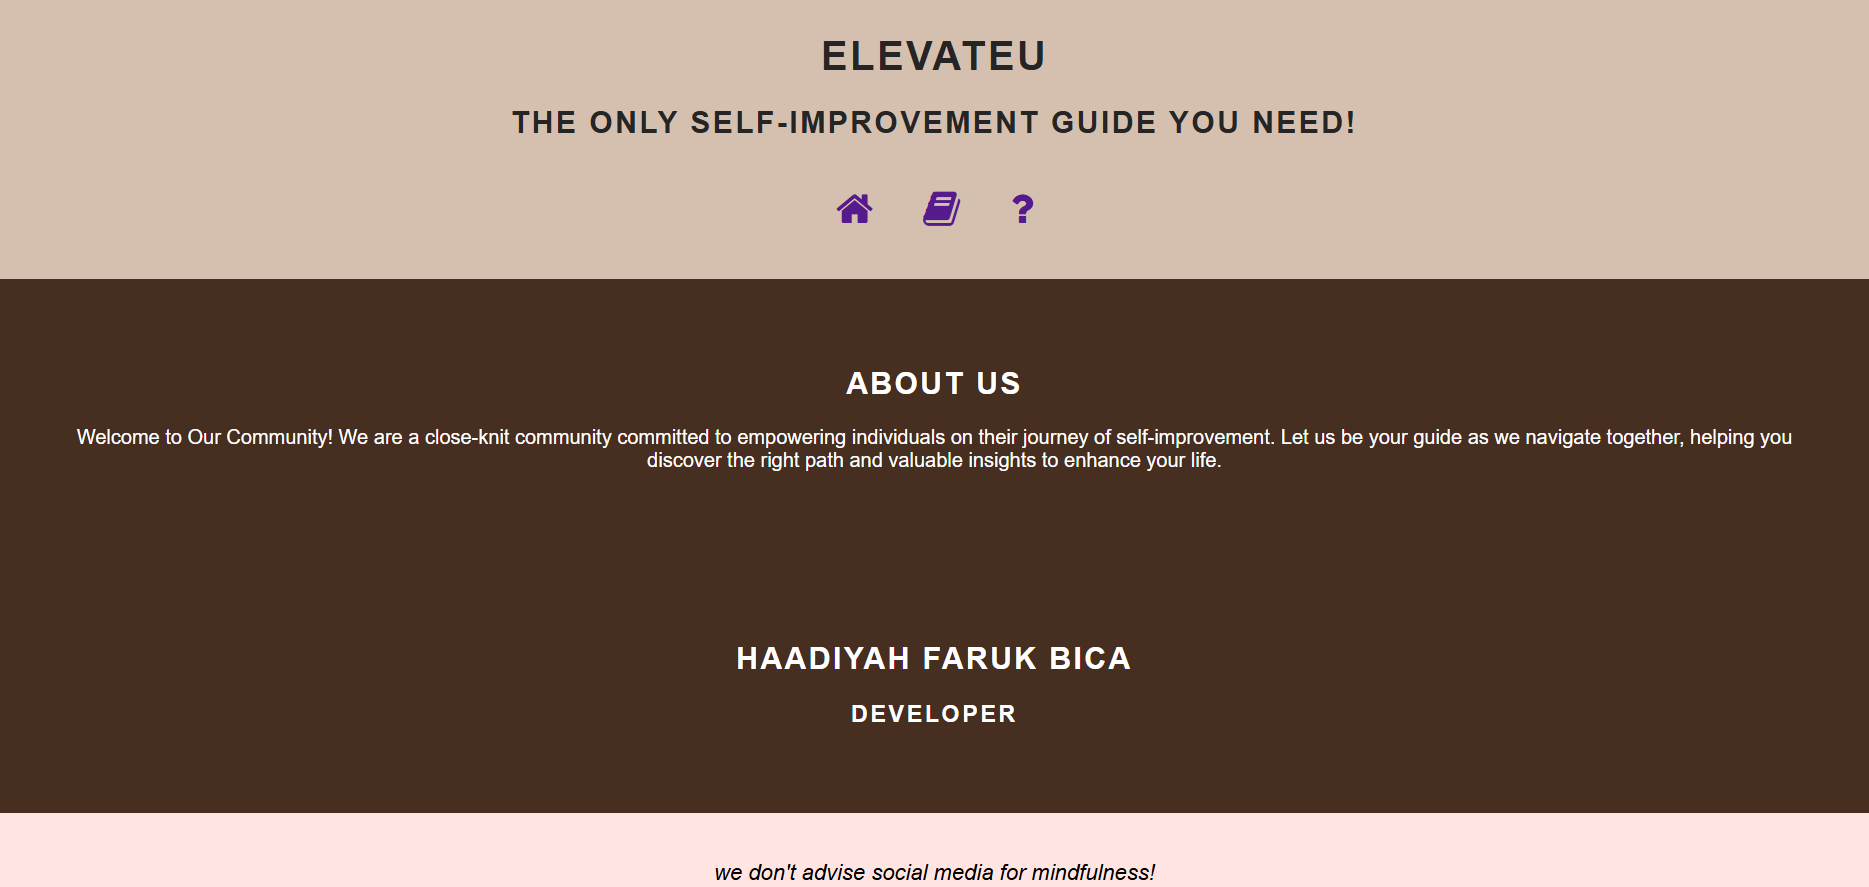 ELEVATEU
THE ONLY SELF-IMPROVEMENT GUIDE YOU NEED!
?
ABOUT US
Welcome to Our Community! We are a close-knit community committed to empowering individuals on their journey of self-improvement. Let us be your guide as we navigate together, helping you
discover the right path and valuable insights to enhance your life.
HAADIYAH FARUK BICA
DEVELOPER
we don't advise social media for mindfulness!